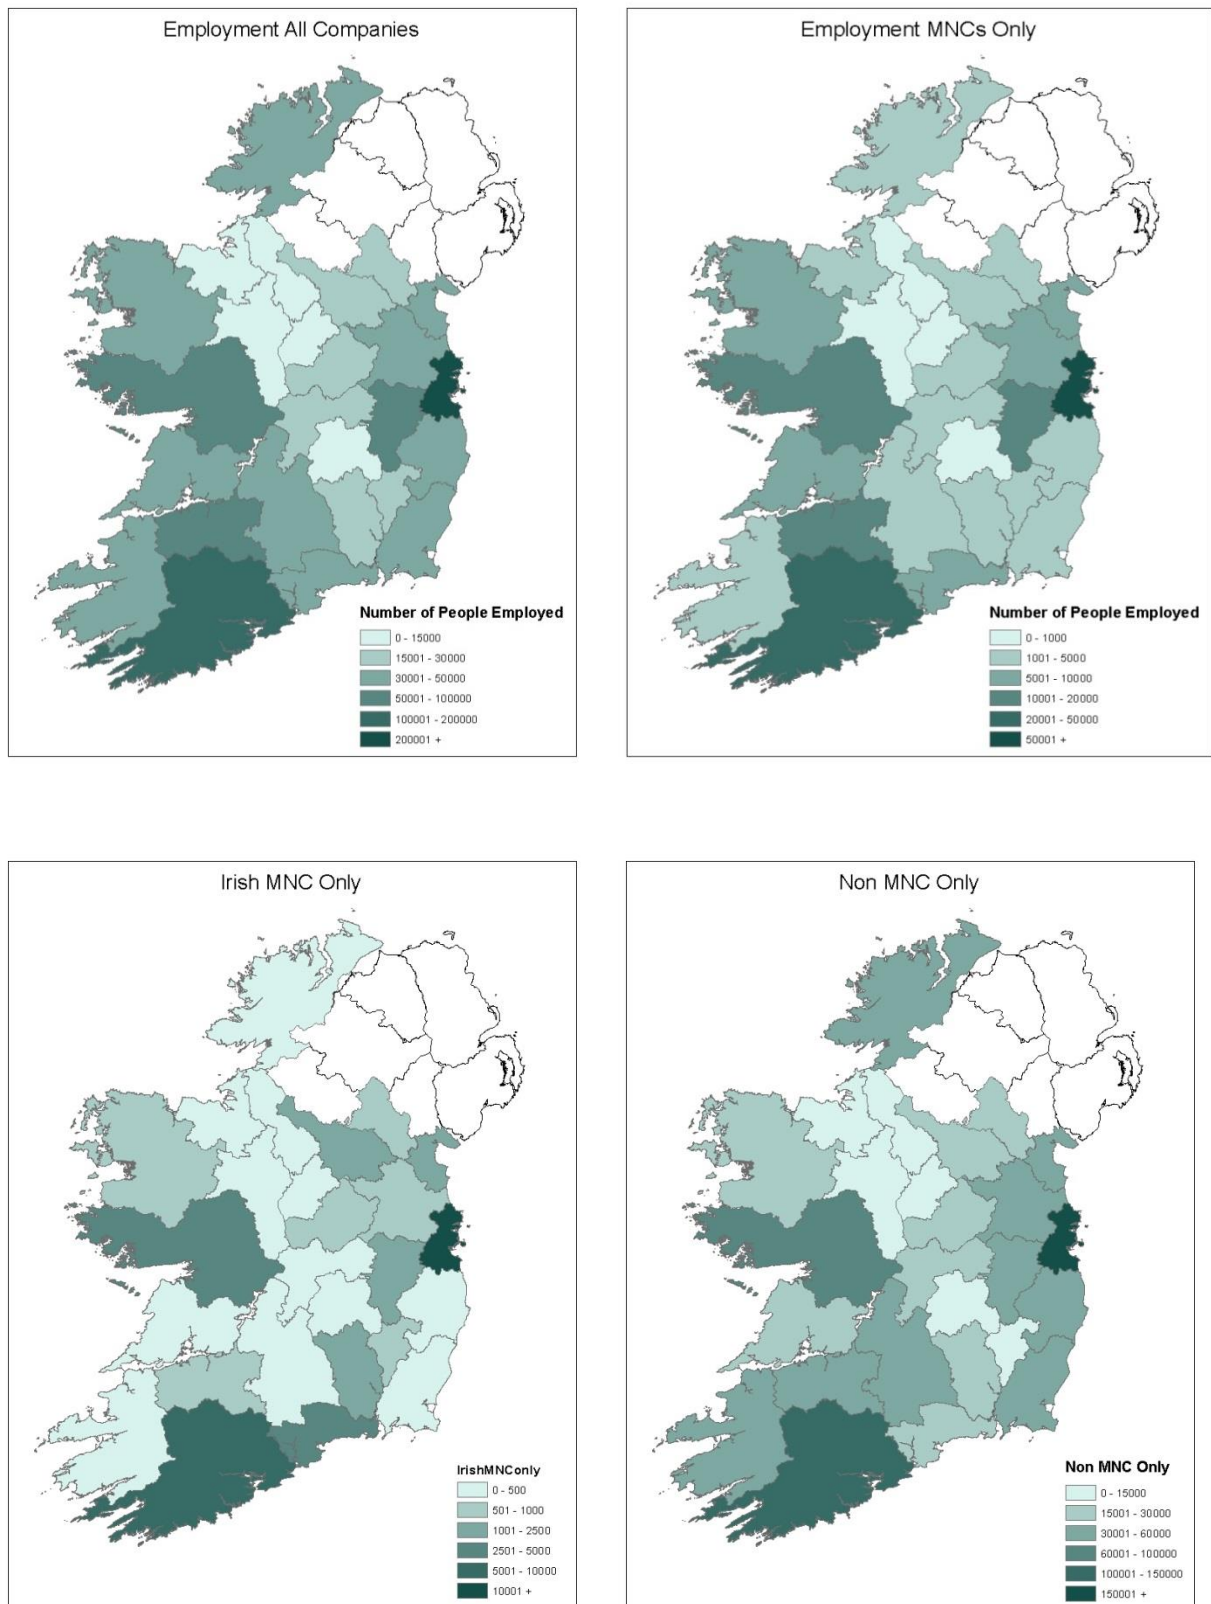 Employment All Companies
Number of People Employed
0 - 15000
15001 - 30000
30001 - 50000
50001 - 100000
100001 - 200000
200001 +
Employment MNCs Only
Number of People Employed
0 - 1000
1001 - 5000
5001 - 10000
10001 - 20000
20001 - 50000
50001 +
Irish MNC Only
IrishMNConly
0 - 500
501 - 1000
1001 - 2500
2501 - 5000
5001 - 10000
10001 +
Non MNC Only
Non MNC Only
0 - 15000
15001 - 30000
30001 - 60000
60001 - 100000
100001 - 150000
150001 +